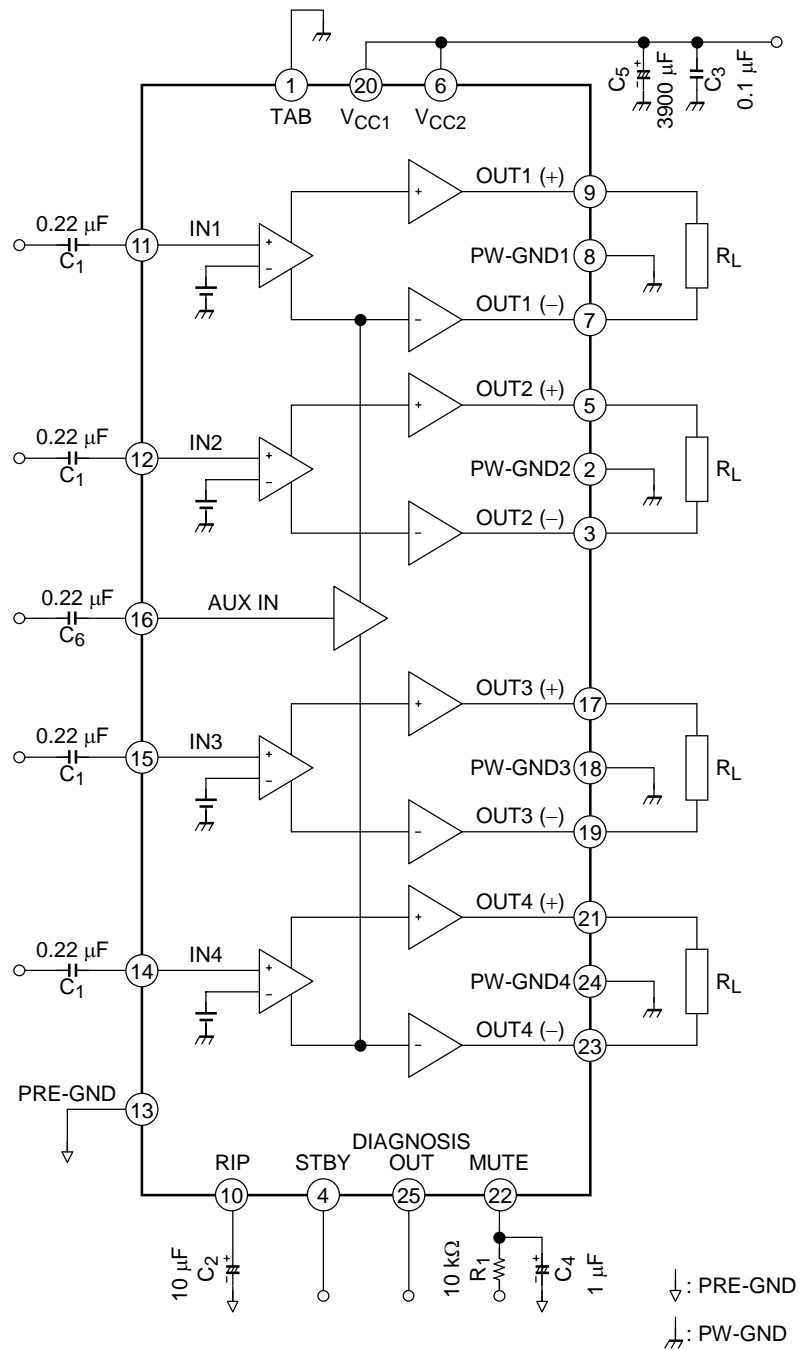 1
20
6
TAB
VCC1
VCC2
C5
3900 µF
C3
0.1 µF
0.22 µF
C1
11
IN1
+
−
+
OUT1 (+)
9
PW-GND1
8
RL
−
OUT1 (−)
7
0.22 µF
C1
12
IN2
+
−
+
OUT2 (+)
5
PW-GND2
2
RL
−
OUT2 (−)
3
0.22 µF
C6
16
AUX IN
0.22 µF
C1
15
IN3
+
−
+
OUT3 (+)
17
PW-GND3
18
RL
−
OUT3 (−)
19
0.22 µF
C1
14
IN4
+
−
+
OUT4 (+)
21
PW-GND4
24
RL
−
OUT4 (−)
23
PRE-GND
13
RIP
STBY
DIAGNOSIS
OUT
MUTE
10
4
25
22
10 µF
C2
10 kΩ
R1
C4
1 µF
: PRE-GND
: PW-GND